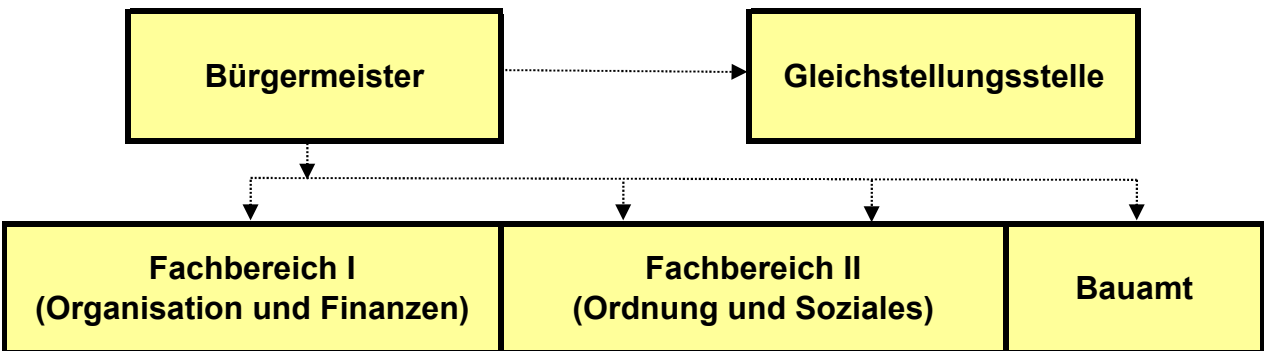 Bürgermeister
Gleichstellungsstelle
Fachbereich I
(Organisation und Finanzen)
Fachbereich II
(Ordnung und Soziales)
Bauamt